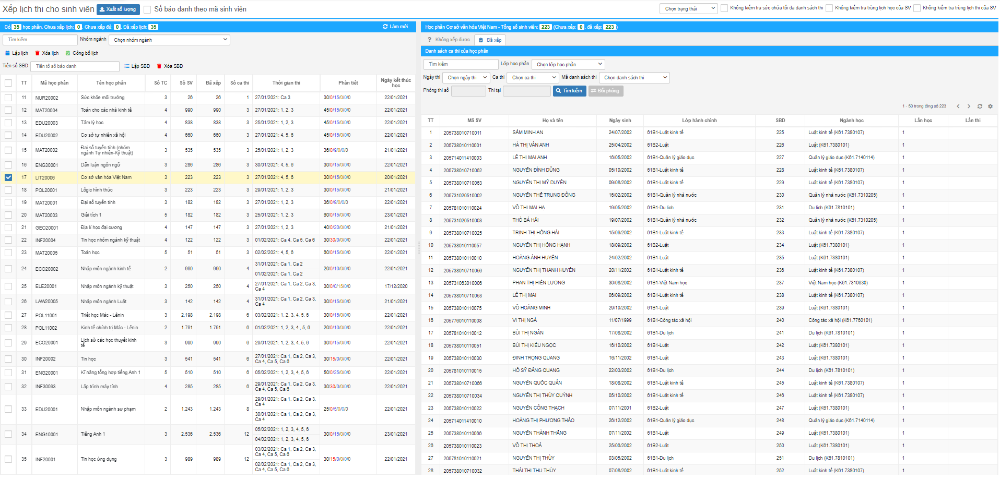 Xếp lịch thi cho sinh viên Xuất số lượng Số báo danh theo mã sinh viên
Chọn trạng thái Không kiểm tra sức chứa tối đa danh sách thi Không kiểm tra trùng lịch học của SV Không kiểm tra trùng lịch thi của SV
Có 35 học phần, Chưa xếp lịch: 0, Chưa xếp đủ: 0, Đã xếp lịch: 35 Làm mới
Tìm kiếm Nhóm ngành Chọn nhóm ngành
Lập lịch Xóa lịch Công bố lịch
Tiền số SBD Tiền tố số báo danh Lập SBD Xóa SBD
TT Mã học phần Tên học phần Số TC Số SV Đã xếp Số ca thi Thời gian thi Phân tiết Ngày kết thúc học
11 NUR20002 Sức khỏe môi trường 3 26 26 1 27/01/2021: Ca 3 30/0/15/0/0/0 22/01/2021
12 MAT20004 Toán cho các nhà kinh tế 4 990 990 3 27/01/2021: 1, 2, 3 45/0/15/0/0/0 22/01/2021
13 EDU20003 Tâm lý học 4 838 838 3 25/01/2021: 1, 2, 3 45/0/15/0/0/0 22/01/2021
14 EDU20002 Cơ sở tự nhiên xã hội 4 660 660 3 27/01/2021: 4, 5, 6 45/0/15/0/0/0 22/01/2021
15 MAT20002 Đại số tuyến tính (nhóm ngành Tự nhiên-Kỹ thuật) 3 535 535 3 25/01/2021: 1, 2, 3 36/0/9/0/0/0 21/01/2021
16 ENG30001 Dẫn luận ngôn ngữ 3 286 286 3 30/01/2021: 4, 5, 6 30/0/15/0/0/0 22/01/2021
17 LIT20006 Cơ sở văn hóa Việt Nam 3 223 223 3 27/01/2021: 4, 5, 6 30/0/15/0/0/0 20/01/2021
18 POL20001 Lôgic hình thức 3 223 223 3 29/01/2021: 1, 2, 3 30/0/15/0/0/0 21/01/2021
19 MAT20001 Đại số tuyến tính 3 182 182 3 27/01/2021: 1, 2, 3 36/0/9/0/0/0 22/01/2021
20 MAT20003 Giải tích 1 5 182 182 3 25/01/2021: 1, 2, 3 60/0/15/0/0/0 23/01/2021
21 GEO20001 Địa lí học đại cương 4 147 147 3 27/01/2021: 1, 2, 3 40/0/20/0/0/0 21/01/2021
22 INF20004 Tin học nhóm ngành kỹ thuật 4 122 122 3 01/02/2021: Ca 4, Ca 5, Ca 6 30/30/0/0/0/0 22/01/2021
23 MAT20005 Toán học 5 51 51 3 02/02/2021: 4, 5, 6 60/0/15/0/0/0 22/01/2021
24 ECO20002 Nhập môn ngành kinh tế 2 990 990 4 31/01/2021: Ca 1, Ca 2 01/02/2021: Ca 1, Ca 2 20/0/10/0/0/0 22/01/2021
25 ELE20001 Nhập môn ngành kỹ thuật 3 250 250 4 27/01/2021: Ca 1, Ca 2, Ca 3, Ca 4 30/0/0/15/0/0 17/12/2020
26 LAW20005 Nhập môn ngành Luật 3 142 142 4 31/01/2021: Ca 1, Ca 2, Ca 3, Ca 4 30/0/15/0/0/0 21/01/2021
27 POL11001 Triết học Mác - Lênin 3 2.198 2.198 6 03/02/2021: 1, 2, 3, 4, 5, 6 30/0/15/0/0/0 22/01/2021
28 POL11002 Kinh tế chính trị Mác - Lênin 2 1.791 1.791 6 01/02/2021: 1, 2, 3, 4 , 5, 6 20/0/10/0/0/0 22/01/2021
29 ECO20001 Lịch sử các học thuyết kinh tế 3 990 990 6 29/01/2021: 1, 2, 3, 4, 5, 6 30/0/15/0/0/0 22/01/2021
30 INF20002 Tin học 3 541 541 6 27/01/2021: Ca 1, Ca 2, Ca 3, Ca 4, Ca 5, Ca 6 30/15/0/0/0/0 22/01/2021
31 ENG20001 Kĩ năng tổng hợp tiếng Anh 1 5 510 510 6 05/02/2021: 1, 2, 3, 4, 5, 6 50/0/25/0/0/0 22/01/2021
32 INF30093 Lập trình máy tính 4 285 285 6 29/01/2021: Ca 1, Ca 2, Ca 3, Ca 4, Ca 5, Ca 6 30/30/0/0/0/0 22/01/2021
33 EDU20001 Nhập môn ngành sư phạm 2 1.243 1.243 8 29/01/2021: Ca 1, Ca 2, Ca 3, Ca 4 30/01/2021: Ca 1, Ca 2, Ca 3, Ca 4 25/0/5/0/0/0 22/01/2021
34 ENG10001 Tiếng Anh 1 3 2.536 2.536 12 05/02/2021: 1, 2, 3, 4, 5, 6 04/02/2021: 1, 2, 3, 4, 5, 6 30/0/15/0/0/0 23/01/2021
35 INF20001 Tin học ứng dụng 3 989 989 12 03/02/2021: Ca 1, Ca 2, Ca 3, Ca 4, Ca 5, Ca 6 02/02/2021: Ca 1, Ca 2, Ca 3, Ca 4, Ca 5, Ca 6 30/15/0/0/0/0 22/01/2021
Học phần Cơ sở văn hóa Việt Nam - Tổng số sinh viên: 223 (Chưa xếp: 0, đã xếp: 223)
Không xếp được Đã xếp
Danh sách ca thi của học phần
Tìm kiếm Lớp học phần Chọn lớp học phần
Ngày thi Chọn ngày thi Ca thi Chọn ca thi Mã danh sách thi Chọn danh sách thi
Phòng thi số Thi tại Tìm kiếm Đổi phòng
1 - 50 trong tổng số 223
TT Mã SV Họ và tên Ngày sinh Lớp hành chính SBD Ngành học Lần học Lần thi
1 205738010710011 SẦM MINH AN 24/07/2002 61B1-Luật kinh tế 225 Luật kinh tế (K61.7380107) 1
2 205738010110001 HÀ THỊ VÂN ANH 25/04/2002 61B2-Luật 226 Luật (K61.7380101) 1
3 205714011410003 LÊ THỊ MAI ANH 16/05/2002 61B1-Quản lý giáo dục 227 Quản lý giáo dục (K61.7140114) 1
4 205738010710052 NGUYỄN ĐÌNH DŨNG 05/10/2002 61B1-Luật kinh tế 228 Luật kinh tế (K61.7380107) 1
5 205738010710063 NGUYỄN THỊ MỸ DUYÊN 09/08/2002 61B1-Luật kinh tế 229 Luật kinh tế (K61.7380107) 1
6 205731020510002 NGUYỄN THẾ TRUNG ĐÔNG 16/02/2002 61B1-Quản lý nhà nước 230 Quản lý nhà nước (K61.7310205) 1
7 205781010110024 VÕ THỊ MAI HẠ 19/05/2002 61B1-Du lịch 231 Du lịch (K61.7810101) 1
8 205731020510003 THÒ BÁ HẢI 19/07/2002 61B1-Quản lý nhà nước 232 Quản lý nhà nước (K61.7310205) 1
9 205738010710025 TRỊNH THỊ HỒNG HẢI 15/09/2002 61B1-Luật kinh tế 233 Luật kinh tế (K61.7380107) 1
10 205738010110057 NGUYỄN THỊ HỒNG HẠNH 18/09/2002 61B2-Luật 234 Luật (K61.7380101) 1
11 205738010110010 HOÀNG ÁNH HUYỀN 24/02/2002 61B1-Luật 235 Luật (K61.7380101) 1
12 205738010710056 NGUYỄN THỊ THANH HUYỀN 20/11/2002 61B1-Luật kinh tế 236 Luật kinh tế (K61.7380107) 1
13 205731063010006 PHAN THỊ HIỀN LƯƠNG 30/08/2002 61B1-Việt Nam học 237 Việt Nam học (K61.7310630) 1
14 205738010710053 LÊ THỊ MAI 06/09/2002 61B1-Luật kinh tế 238 Luật kinh tế (K61.7380107) 1
15 205738010110075 VÕ HOÀNG MINH 29/10/2002 61B1-Luật 239 Luật (K61.7380101) 1
16 205776010110008 VI THỊ NGÀ 11/07/1999 61B1-Công tác xã hội 240 Công tác xã hội (K61.7760101) 1
17 205781010110012 BÙI THỊ NGÂN 17/08/2002 61B1-Du lịch 241 Du lịch (K61.7810101) 1
18 205738010110051 BÙI THỊ KIỀU NGỌC 16/10/2002 61B1-Luật 242 Luật (K61.7380101) 1
19 205738010110030 ĐINH TRỌNG QUANG 16/11/2002 61B1-Luật 243 Luật (K61.7380101) 1
20 205781010110015 HỒ SỸ ĐĂNG QUANG 22/03/2002 61B1-Du lịch 244 Du lịch (K61.7810101) 1
21 205738010710066 NGUYỄN QUỐC QUÂN 18/08/2002 61B1-Luật kinh tế 245 Luật kinh tế (K61.7380107) 1
22 205738010710034 NGUYỄN THỊ THÚY QUỲNH 05/10/2002 61B1-Luật kinh tế 246 Luật kinh tế (K61.7380107) 1
23 205738010110022 NGUYỄN CÔNG THẠCH 07/11/2001 61B2-Luật 247 Luật (K61.7380101) 1
24 205714011410010 HOÀNG THỊ PHƯƠNG THẢO 26/12/2002 61B1-Quản lý giáo dục 248 Quản lý giáo dục (K61.7140114) 1
25 205738010110066 NGUYỄN THÀNH THẮNG 07/11/2002 61B1-Luật 249 Luật (K61.7380101) 1
26 205738010110023 VÕ THỊ THOẢ 25/06/2002 61B2-Luật 250 Luật (K61.7380101) 1
27 205781010110021 NGUYỄN THỊ THÙY 03/05/2002 61B1-Du lịch 251 Du lịch (K61.7810101) 1
28 205738010710032 THÁI THỊ THU THỦY 07/08/2002 61B1-Luật kinh tế 252 Luật kinh tế (K61.7380107) 1